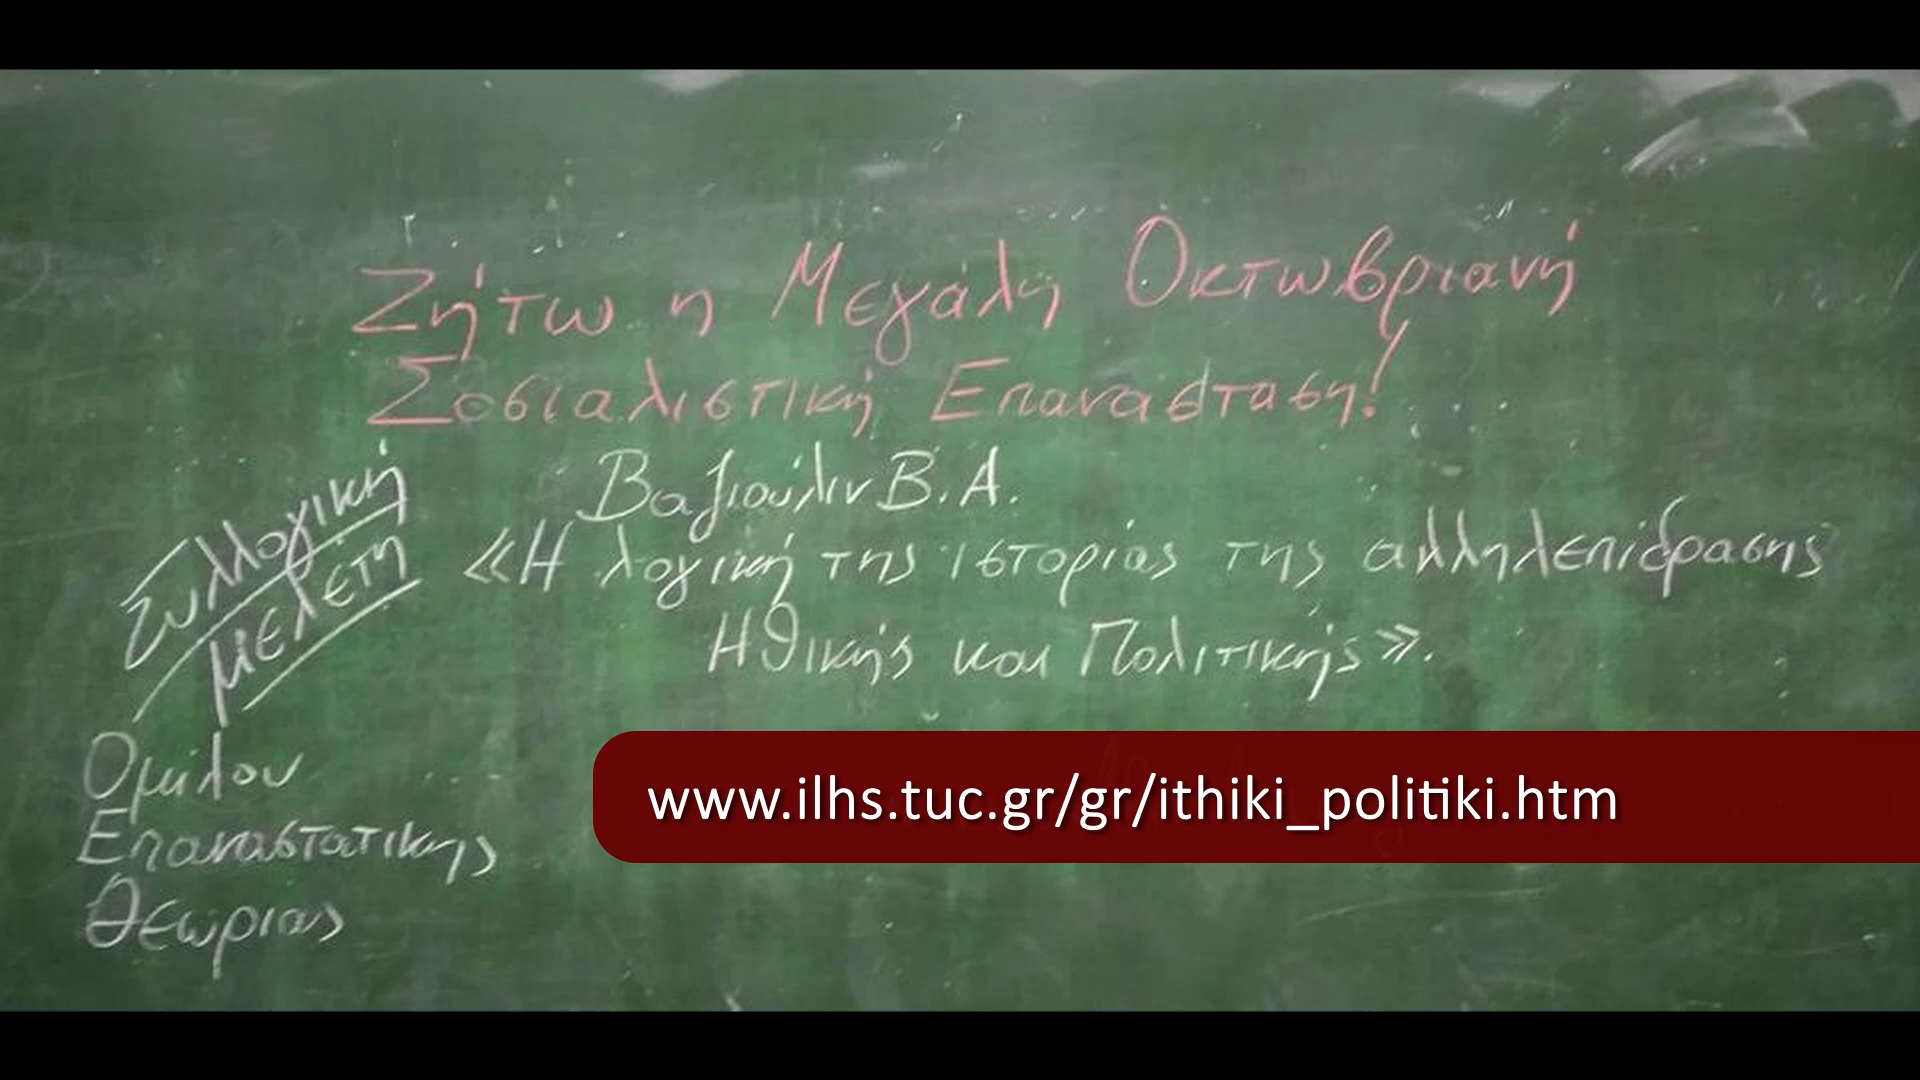 Ζήτω η Μεγάλη Οκτωβριανή
Σοσιαλιστική Επανάσταση!
Συλλογική
Μελέτη
Βαζιούλιν Β.Α.
«Η λογική της ιστορίας της αλληλεπίδρασης
Ηθικής και Πολιτικής».
Ομίλου
Επαναστατικής
Θεωρίας
www.ilhs.tuc.gr/gr/ithiki_politiki.htm